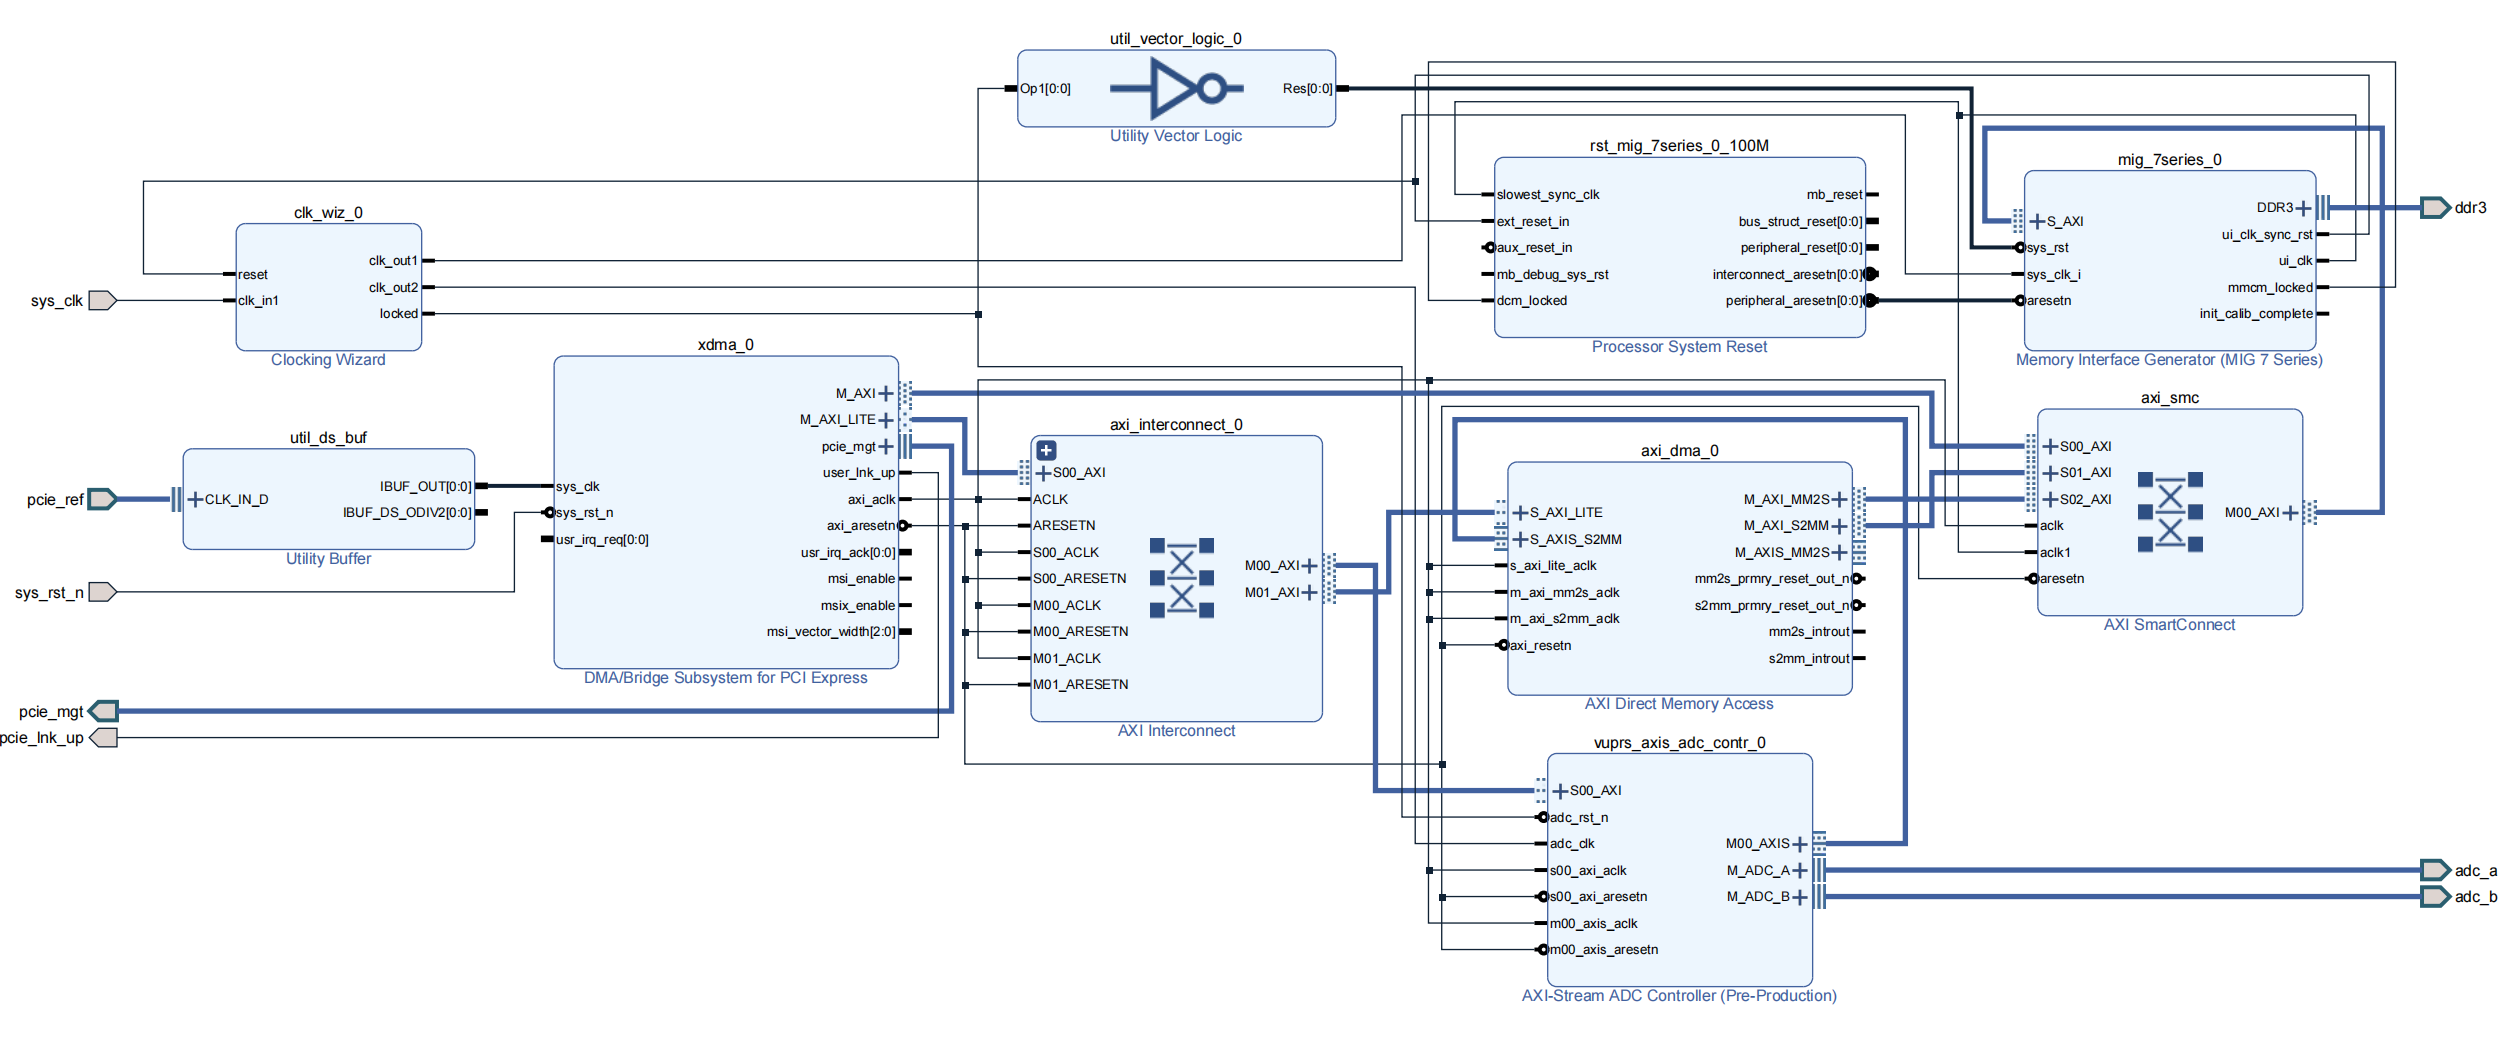 util_vector_logic_0
Op1[0:0]
Res[0:0]
Utility Vector Logic
rst_mig_7series_0_100M
slowest_sync_clk
ext_reset_in
aux_reset_in
mb_debug_sys_rst
dcm_locked
mb_reset
bus_struct_reset[0:0]
peripheral_reset[0:0]
interconnect_aresetn[0:0]
peripheral_aresetn[0:0]
Processor System Reset
mig_7series_0
S_AXI
sys_rst
sys_clk_i
aresetn
DDR3
ui_clk_sync_rst
ui_clk
mmcm_locked
init_calib_complete
Memory Interface Generator (MIG 7 Series)
ddr3
clk_wiz_0
reset
clk_in1
clk_out1
clk_out2
locked
Clocking Wizard
sys_clk
xdma_0
sys_clk
sys_rst_n
usr_irq_req[0:0]
M_AXI
M_AXI_LITE
pcie_mgt
user_lnk_up
axi_aclk
axi_aresetn
usr_irq_ack[0:0]
msi_enable
msix_enable
msi_vector_width[2:0]
DMA/Bridge Subsystem for PCI Express
util_ds_buf
CLK_IN_D
IBUF_OUT[0:0]
IBUF_DS_ODIV2[0:0]
Utility Buffer
pcie_ref
sys_rst_n
pcie_mgt
pcie_lnk_up
axi_interconnect_0
S00_AXI
ACLK
ARESETN
S00_ACLK
S00_ARESETN
M00_ACLK
M00_ARESETN
M01_ACLK
M01_ARESETN
M00_AXI
M01_AXI
AXI Interconnect
axi_dma_0
S_AXI_LITE
S_AXIS_S2MM
s_axi_lite_aclk
m_axi_mm2s_aclk
m_axi_s2mm_aclk
axi_resetn
M_AXI_MM2S
M_AXI_S2MM
M_AXIS_MM2S
mm2s_prmry_reset_out_n
s2mm_prmry_reset_out_n
mm2s_introut
s2mm_introut
AXI Direct Memory Access
axi_smc
S00_AXI
S01_AXI
S02_AXI
aclk
aclk1
aresetn
M00_AXI
AXI SmartConnect
vuprs_axis_adc_contr_0
S00_AXI
adc_rst_n
adc_clk
s00_axi_aclk
s00_axi_aresetn
m00_axis_aclk
m00_axis_aresetn
M00_AXIS
M_ADC_A
M_ADC_B
AXI-Stream ADC Controller (Pre-Production)
adc_a
adc_b